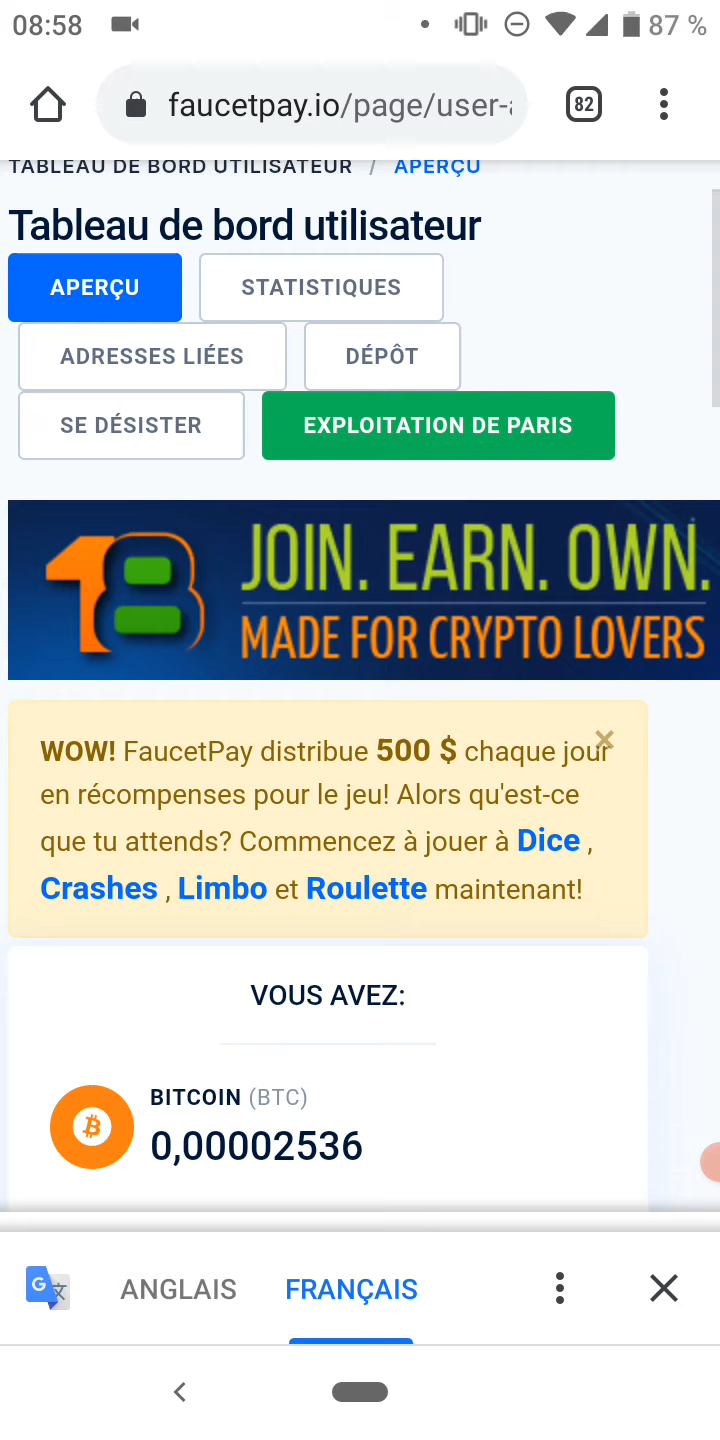 08:58 87 %
faucetpay.io/page/user-a 82
TABLEAU DE BORD UTILISATEUR / APERÇU
Tableau de bord utilisateur
APERÇU STATISTIQUES
ADRESSES LIÉES DÉPÔT
SE DÉSISTER EXPLOITATION DE PARIS
1B JOIN. EARN. OWN.
MADE FOR CRYPTO LOVERS
WOW! FaucetPay distribue 500 $ chaque jour
en récompenses pour le jeu! Alors qu'est-ce
que tu attends? Commencez à jouer à Dice ,
Crashes , Limbo et Roulette maintenant!
VOUS AVEZ:
BITCOIN (BTC)
0,00002536
G 文 ANGLAIS FRANÇAIS